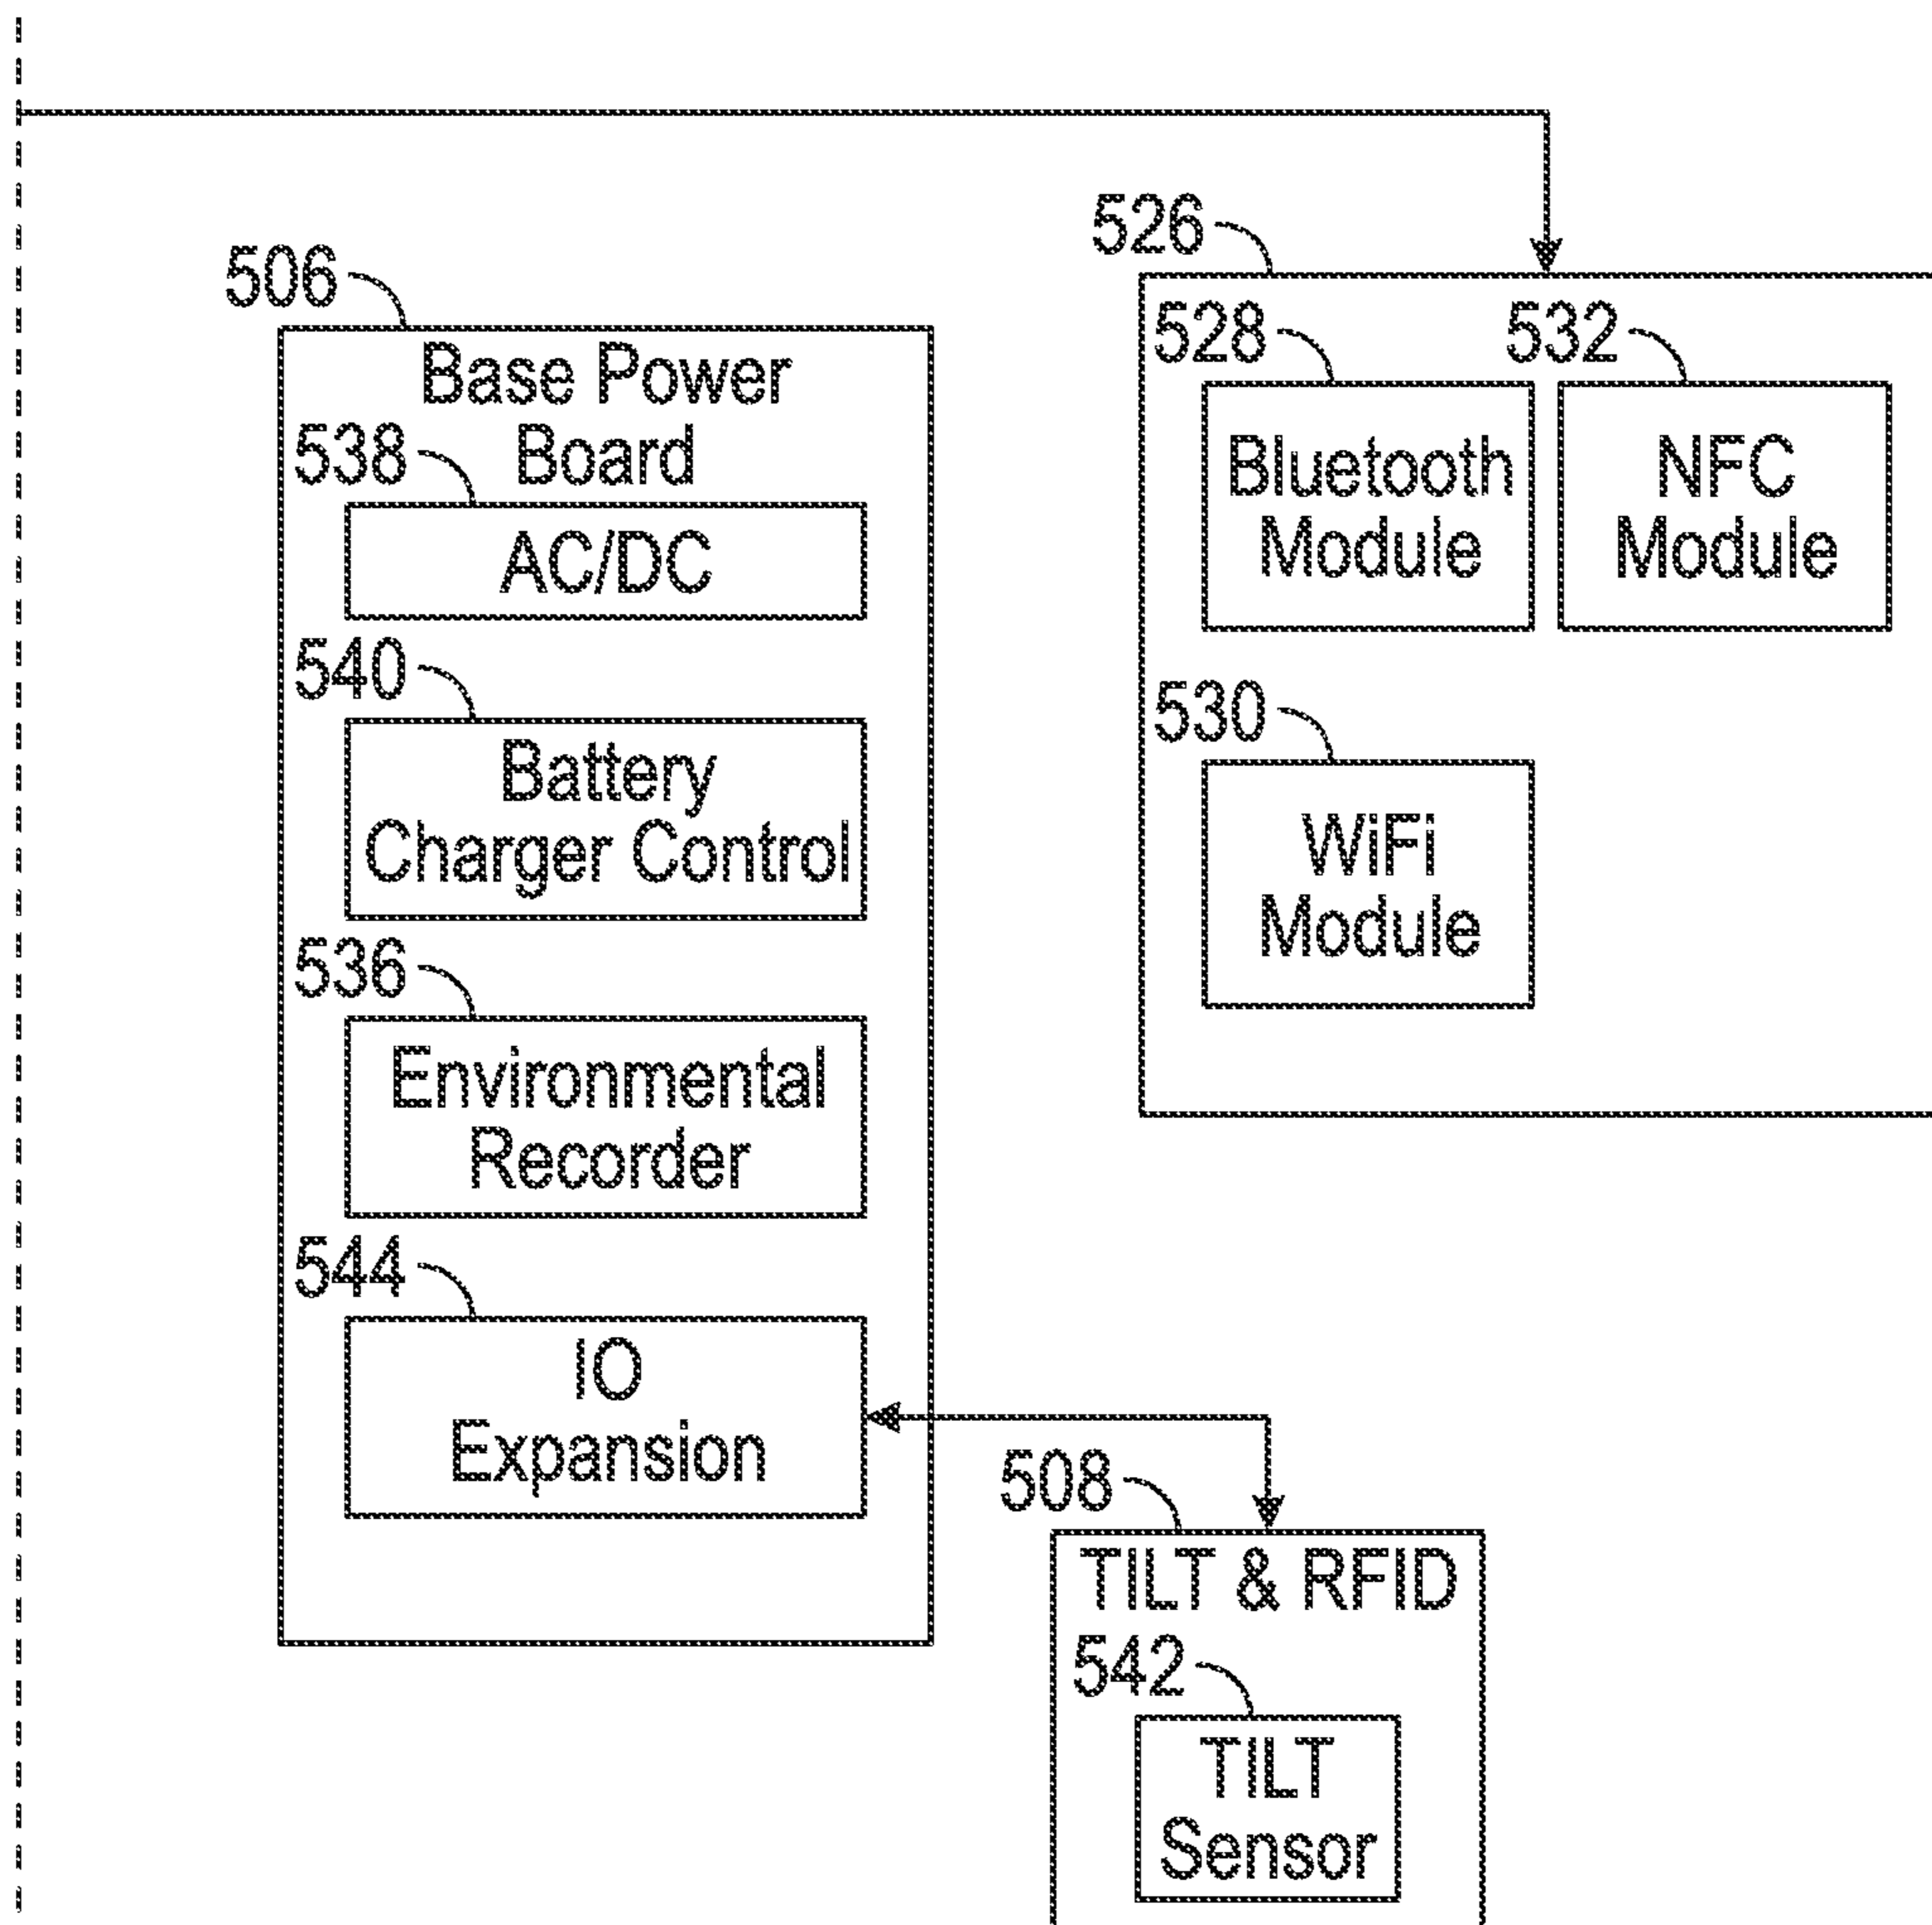 526
506
528
532
Base Power
Board
538
AC/DC
Bluetooth
Module
NFC
Module
540
Battery
Charger Control
530
WiFi
Module
536
Environmental
Recorder
544
IO
Expansion
508
TILT & RFID
542
TILT
Sensor